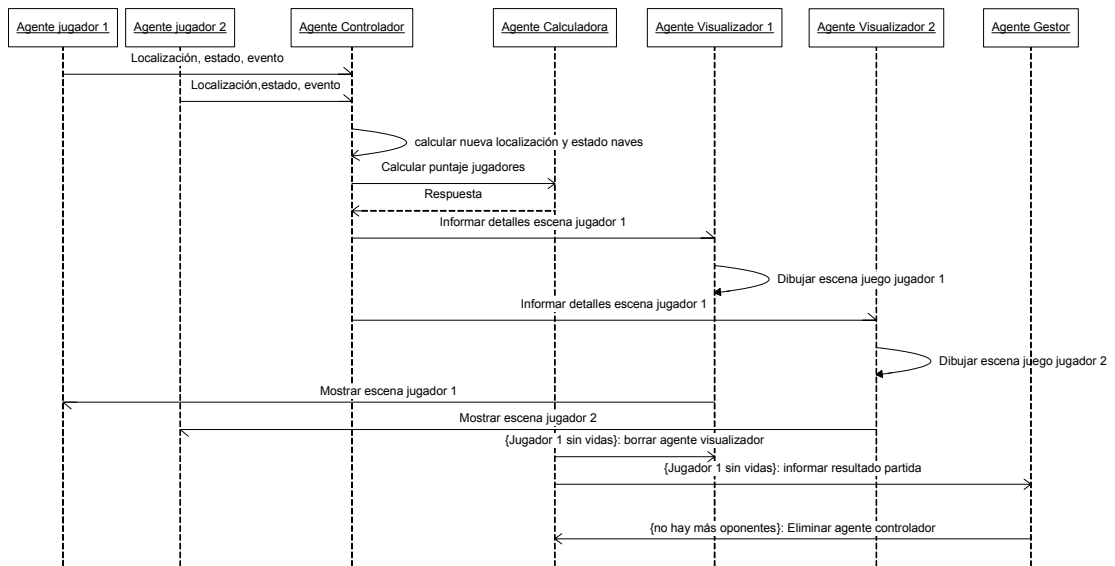 Agente jugador 1
Agente jugador 2
Agente Controlador
Agente Calculadora
Agente Visualizador 1
Agente Visualizador 2
Agente Gestor
Localización, estado, evento
Localización,estado, evento
calcular nueva localización y estado naves
Calcular puntaje jugadores
Respuesta
Informar detalles escena jugador 1
Dibujar escena juego jugador 1
Informar detalles escena jugador 1
Dibujar escena juego jugador 2
Mostrar escena jugador 1
Mostrar escena jugador 2
{Jugador 1 sin vidas}: borrar agente visualizador
{Jugador 1 sin vidas}: informar resultado partida
{no hay más oponentes}: Eliminar agente controlador